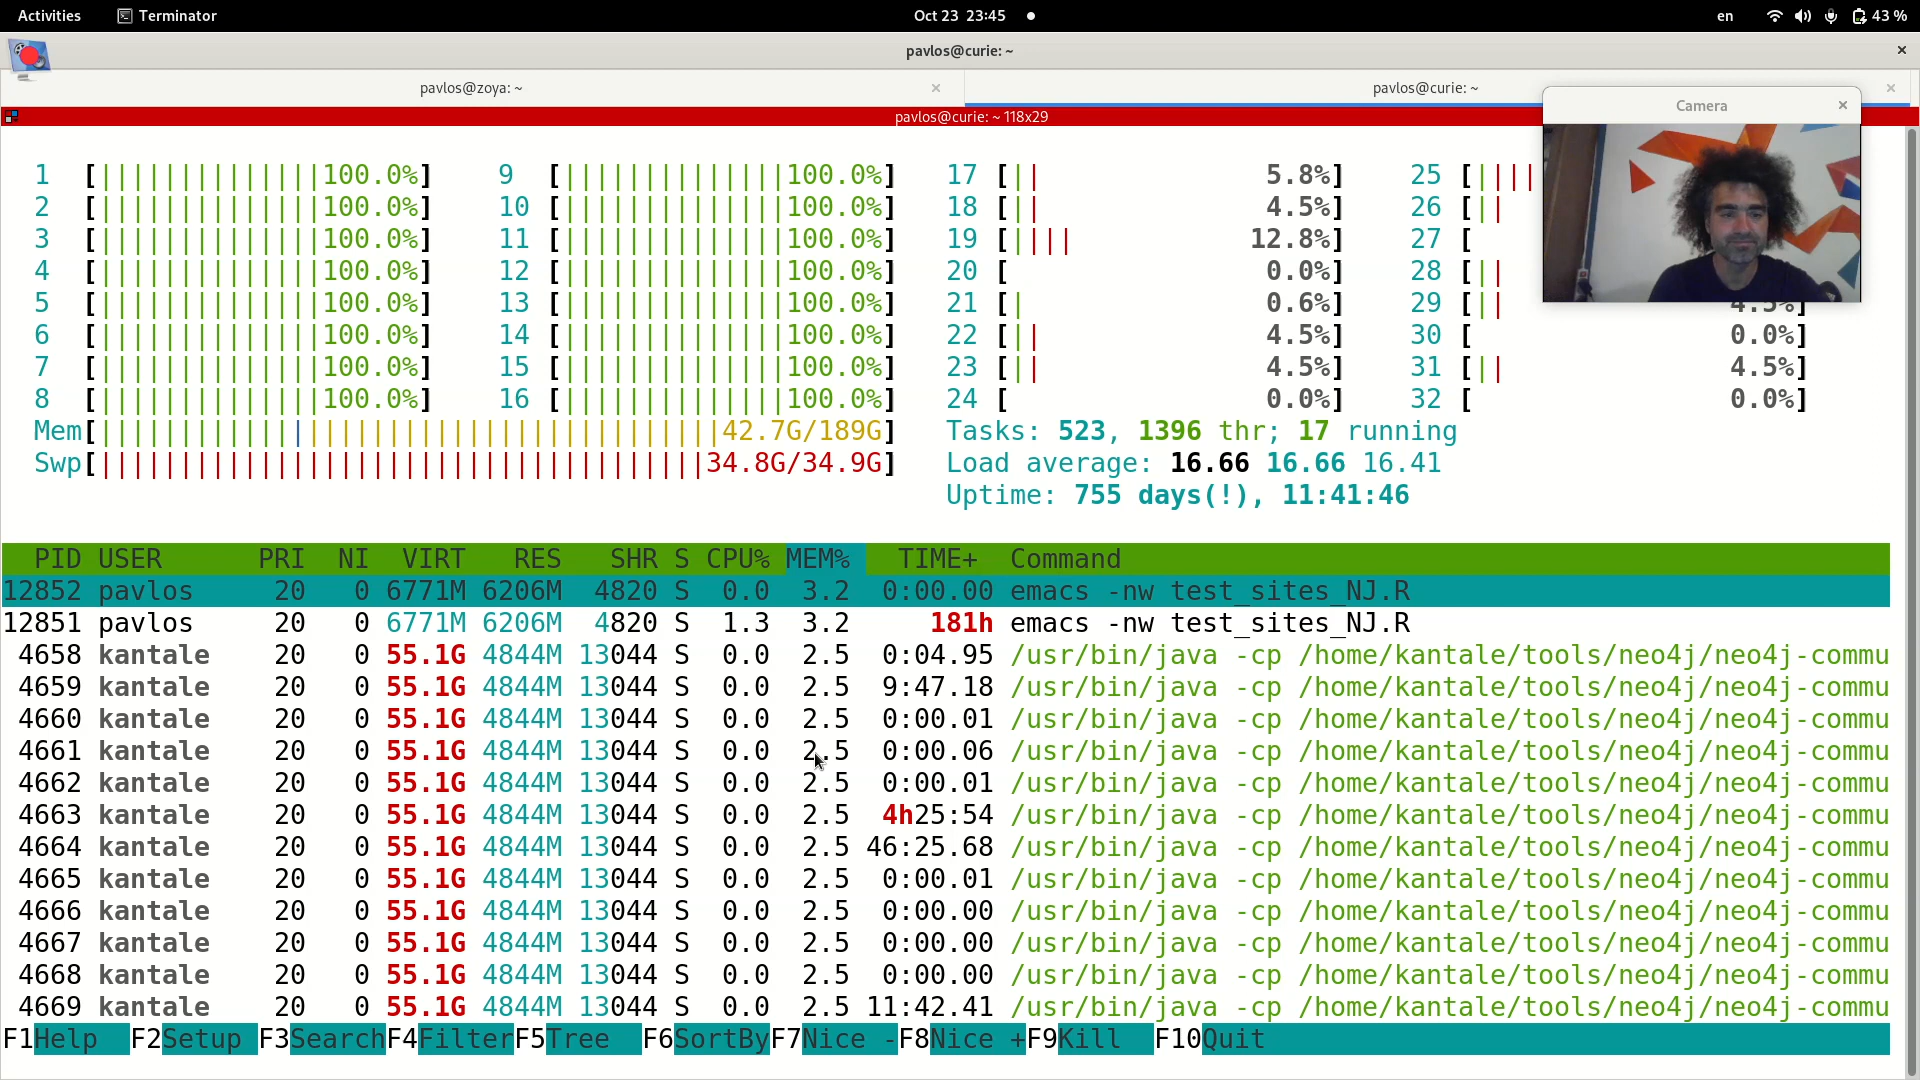 Activities Terminator Oct 23 23:45 en 43 %
pavlos@curie: ~
pavlos@zoya: ~ pavlos@curie: ~
pavlos@curie: ~ 118x29
Camera
1 [||||||||||||||100.0%] 9 [||||||||||||||100.0%] 17 [|| 5.8%] 25 [||||
2 [||||||||||||||100.0%] 10 [||||||||||||||100.0%] 18 [|| 4.5%] 26 [||
3 [||||||||||||||100.0%] 11 [||||||||||||||100.0%] 19 [|||| 12.8%] 27 [
4 [||||||||||||||100.0%] 12 [||||||||||||||100.0%] 20 [ 0.0%] 28 [||
5 [||||||||||||||100.0%] 13 [||||||||||||||100.0%] 21 [| 0.6%] 29 [|| 4.5%]
6 [||||||||||||||100.0%] 14 [||||||||||||||100.0%] 22 [|| 4.5%] 30 [ 0.0%]
7 [||||||||||||||100.0%] 15 [||||||||||||||100.0%] 23 [|| 4.5%] 31 [|| 4.5%]
8 [||||||||||||||100.0%] 16 [||||||||||||||100.0%] 24 [ 0.0%] 32 [ 0.0%]
Mem[|||||||||||||||||||||||||||||||||||||||42.7G/189G] Tasks: 523, 1396 thr; 17 running
Swp[||||||||||||||||||||||||||||||||||||||34.8G/34.9G] Load average: 16.66 16.66 16.41
Uptime: 755 days(!), 11:41:46
PID USER PRI NI VIRT RES SHR S CPU% MEM% TIME+ Command
12852 pavlos 20 0 6771M 6206M 4820 S 0.0 3.2 0:00.00 emacs -nw test_sites_NJ.R
12851 pavlos 20 0 6771M 6206M 4820 S 1.3 3.2 181h emacs -nw test_sites_NJ.R
4658 kantale 20 0 55.1G 4844M 13044 S 0.0 2.5 0:04.95 /usr/bin/java -cp /home/kantale/tools/neo4j/neo4j-commu
4659 kantale 20 0 55.1G 4844M 13044 S 0.0 2.5 9:47.18 /usr/bin/java -cp /home/kantale/tools/neo4j/neo4j-commu
4660 kantale 20 0 55.1G 4844M 13044 S 0.0 2.5 0:00.01 /usr/bin/java -cp /home/kantale/tools/neo4j/neo4j-commu
4661 kantale 20 0 55.1G 4844M 13044 S 0.0 2.5 0:00.06 /usr/bin/java -cp /home/kantale/tools/neo4j/neo4j-commu
4662 kantale 20 0 55.1G 4844M 13044 S 0.0 2.5 0:00.01 /usr/bin/java -cp /home/kantale/tools/neo4j/neo4j-commu
4663 kantale 20 0 55.1G 4844M 13044 S 0.0 2.5 4h25:54 /usr/bin/java -cp /home/kantale/tools/neo4j/neo4j-commu
4664 kantale 20 0 55.1G 4844M 13044 S 0.0 2.5 46:25.68 /usr/bin/java -cp /home/kantale/tools/neo4j/neo4j-commu
4665 kantale 20 0 55.1G 4844M 13044 S 0.0 2.5 0:00.01 /usr/bin/java -cp /home/kantale/tools/neo4j/neo4j-commu
4666 kantale 20 0 55.1G 4844M 13044 S 0.0 2.5 0:00.00 /usr/bin/java -cp /home/kantale/tools/neo4j/neo4j-commu
4667 kantale 20 0 55.1G 4844M 13044 S 0.0 2.5 0:00.00 /usr/bin/java -cp /home/kantale/tools/neo4j/neo4j-commu
4668 kantale 20 0 55.1G 4844M 13044 S 0.0 2.5 0:00.00 /usr/bin/java -cp /home/kantale/tools/neo4j/neo4j-commu
4669 kantale 20 0 55.1G 4844M 13044 S 0.0 2.5 11:42.41 /usr/bin/java -cp /home/kantale/tools/neo4j/neo4j-commu
F1Help F2Setup F3SearchF4FilterF5Tree F6SortByF7Nice -F8Nice +F9Kill F10Quit